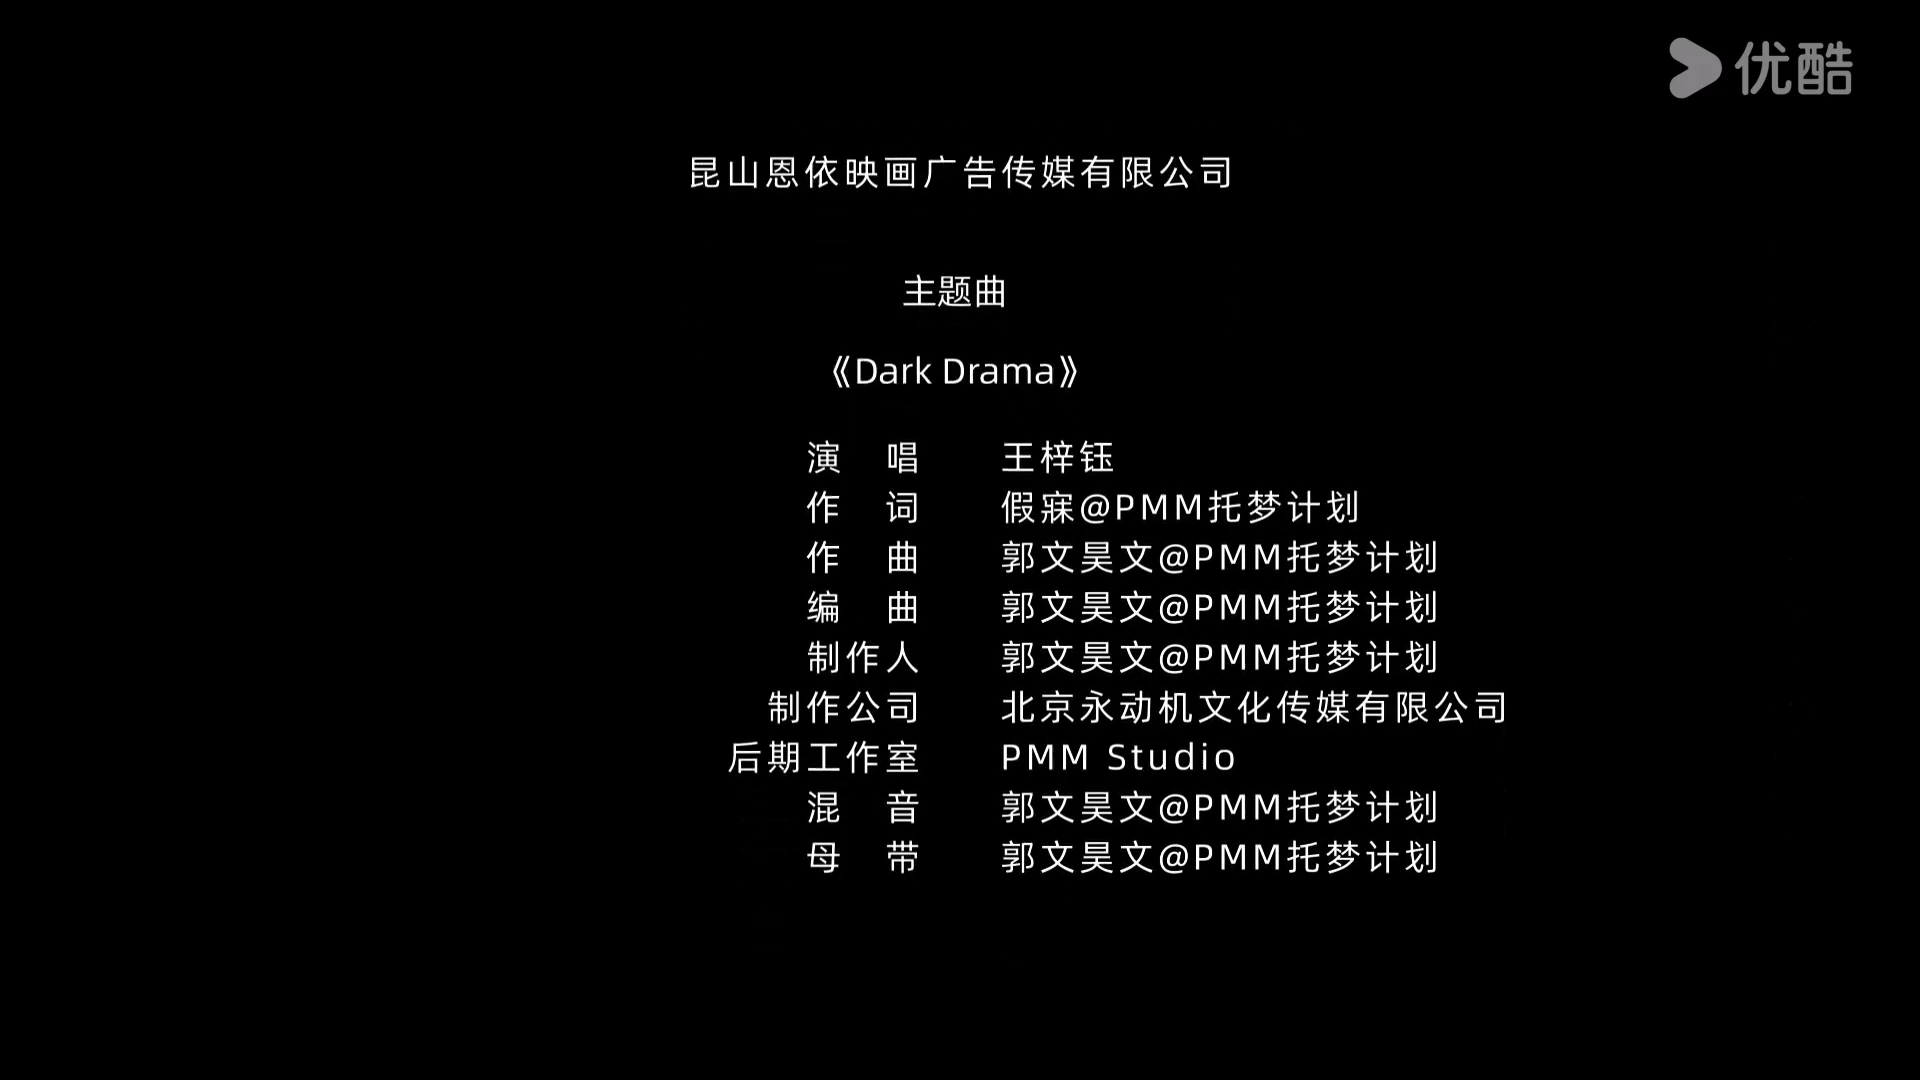 优酷
昆山恩依映画广告传媒有限公司
主题曲
《Dark Drama》
演 唱 王梓钰
作 词 假寐@PMM托梦计划
作 曲 郭文昊文@PMM托梦计划
编 曲 郭文昊文@PMM托梦计划
制作人 郭文昊文@PMM托梦计划
制作公司 北京永动机文化传媒有限公司
后期工作室 PMM Studio
混 音 郭文昊文@PMM托梦计划
母 带 郭文昊文@PMM托梦计划